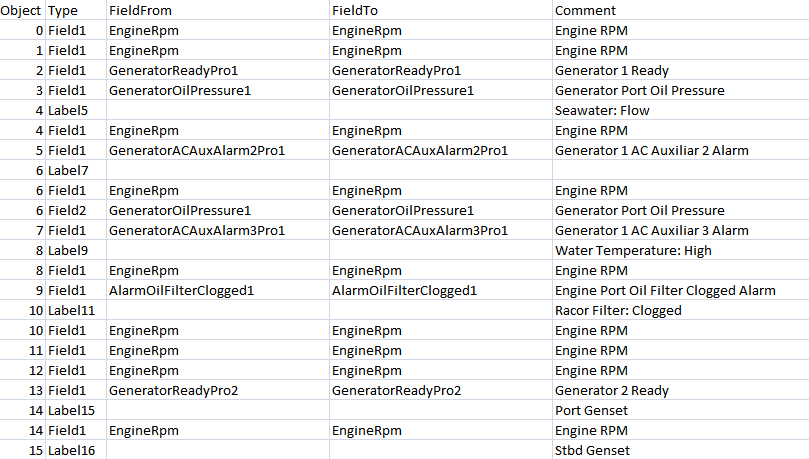 Object Type FieldFrom FieldTo Comment
0 Field1 EngineRpm EngineRpm Engine RPM
1 Field1 EngineRpm EngineRpm Engine RPM
2 Field1 GeneratorReadyPro1 GeneratorReadyPro1 Generator 1 Ready
3 Field1 GeneratorOilPressure1 GeneratorOilPressure1 Generator Port Oil Pressure
4 Label5 Seawater: Flow
4 Field1 EngineRpm EngineRpm Engine RPM
5 Field1 GeneratorACAuxAlarm2Pro1 GeneratorACAuxAlarm2Pro1 Generator 1 AC Auxiliar 2 Alarm
6 Label7
6 Field1 EngineRpm EngineRpm Engine RPM
6 Field2 GeneratorOilPressure1 GeneratorOilPressure1 Generator Port Oil Pressure
7 Field1 GeneratorACAuxAlarm3Pro1 GeneratorACAuxAlarm3Pro1 Generator 1 AC Auxiliar 3 Alarm
8 Label9 Water Temperature: High
8 Field1 EngineRpm EngineRpm Engine RPM
9 Field1 AlarmOilFilterClogged1 AlarmOilFilterClogged1 Engine Port Oil Filter Clogged Alarm
10 Label11 Racor Filter: Clogged
10 Field1 EngineRpm EngineRpm Engine RPM
11 Field1 EngineRpm EngineRpm Engine RPM
12 Field1 EngineRpm EngineRpm Engine RPM
13 Field1 GeneratorReadyPro2 GeneratorReadyPro2 Generator 2 Ready
14 Label15 Port Genset
14 Field1 EngineRpm EngineRpm Engine RPM
15 Label16 Stbd Genset